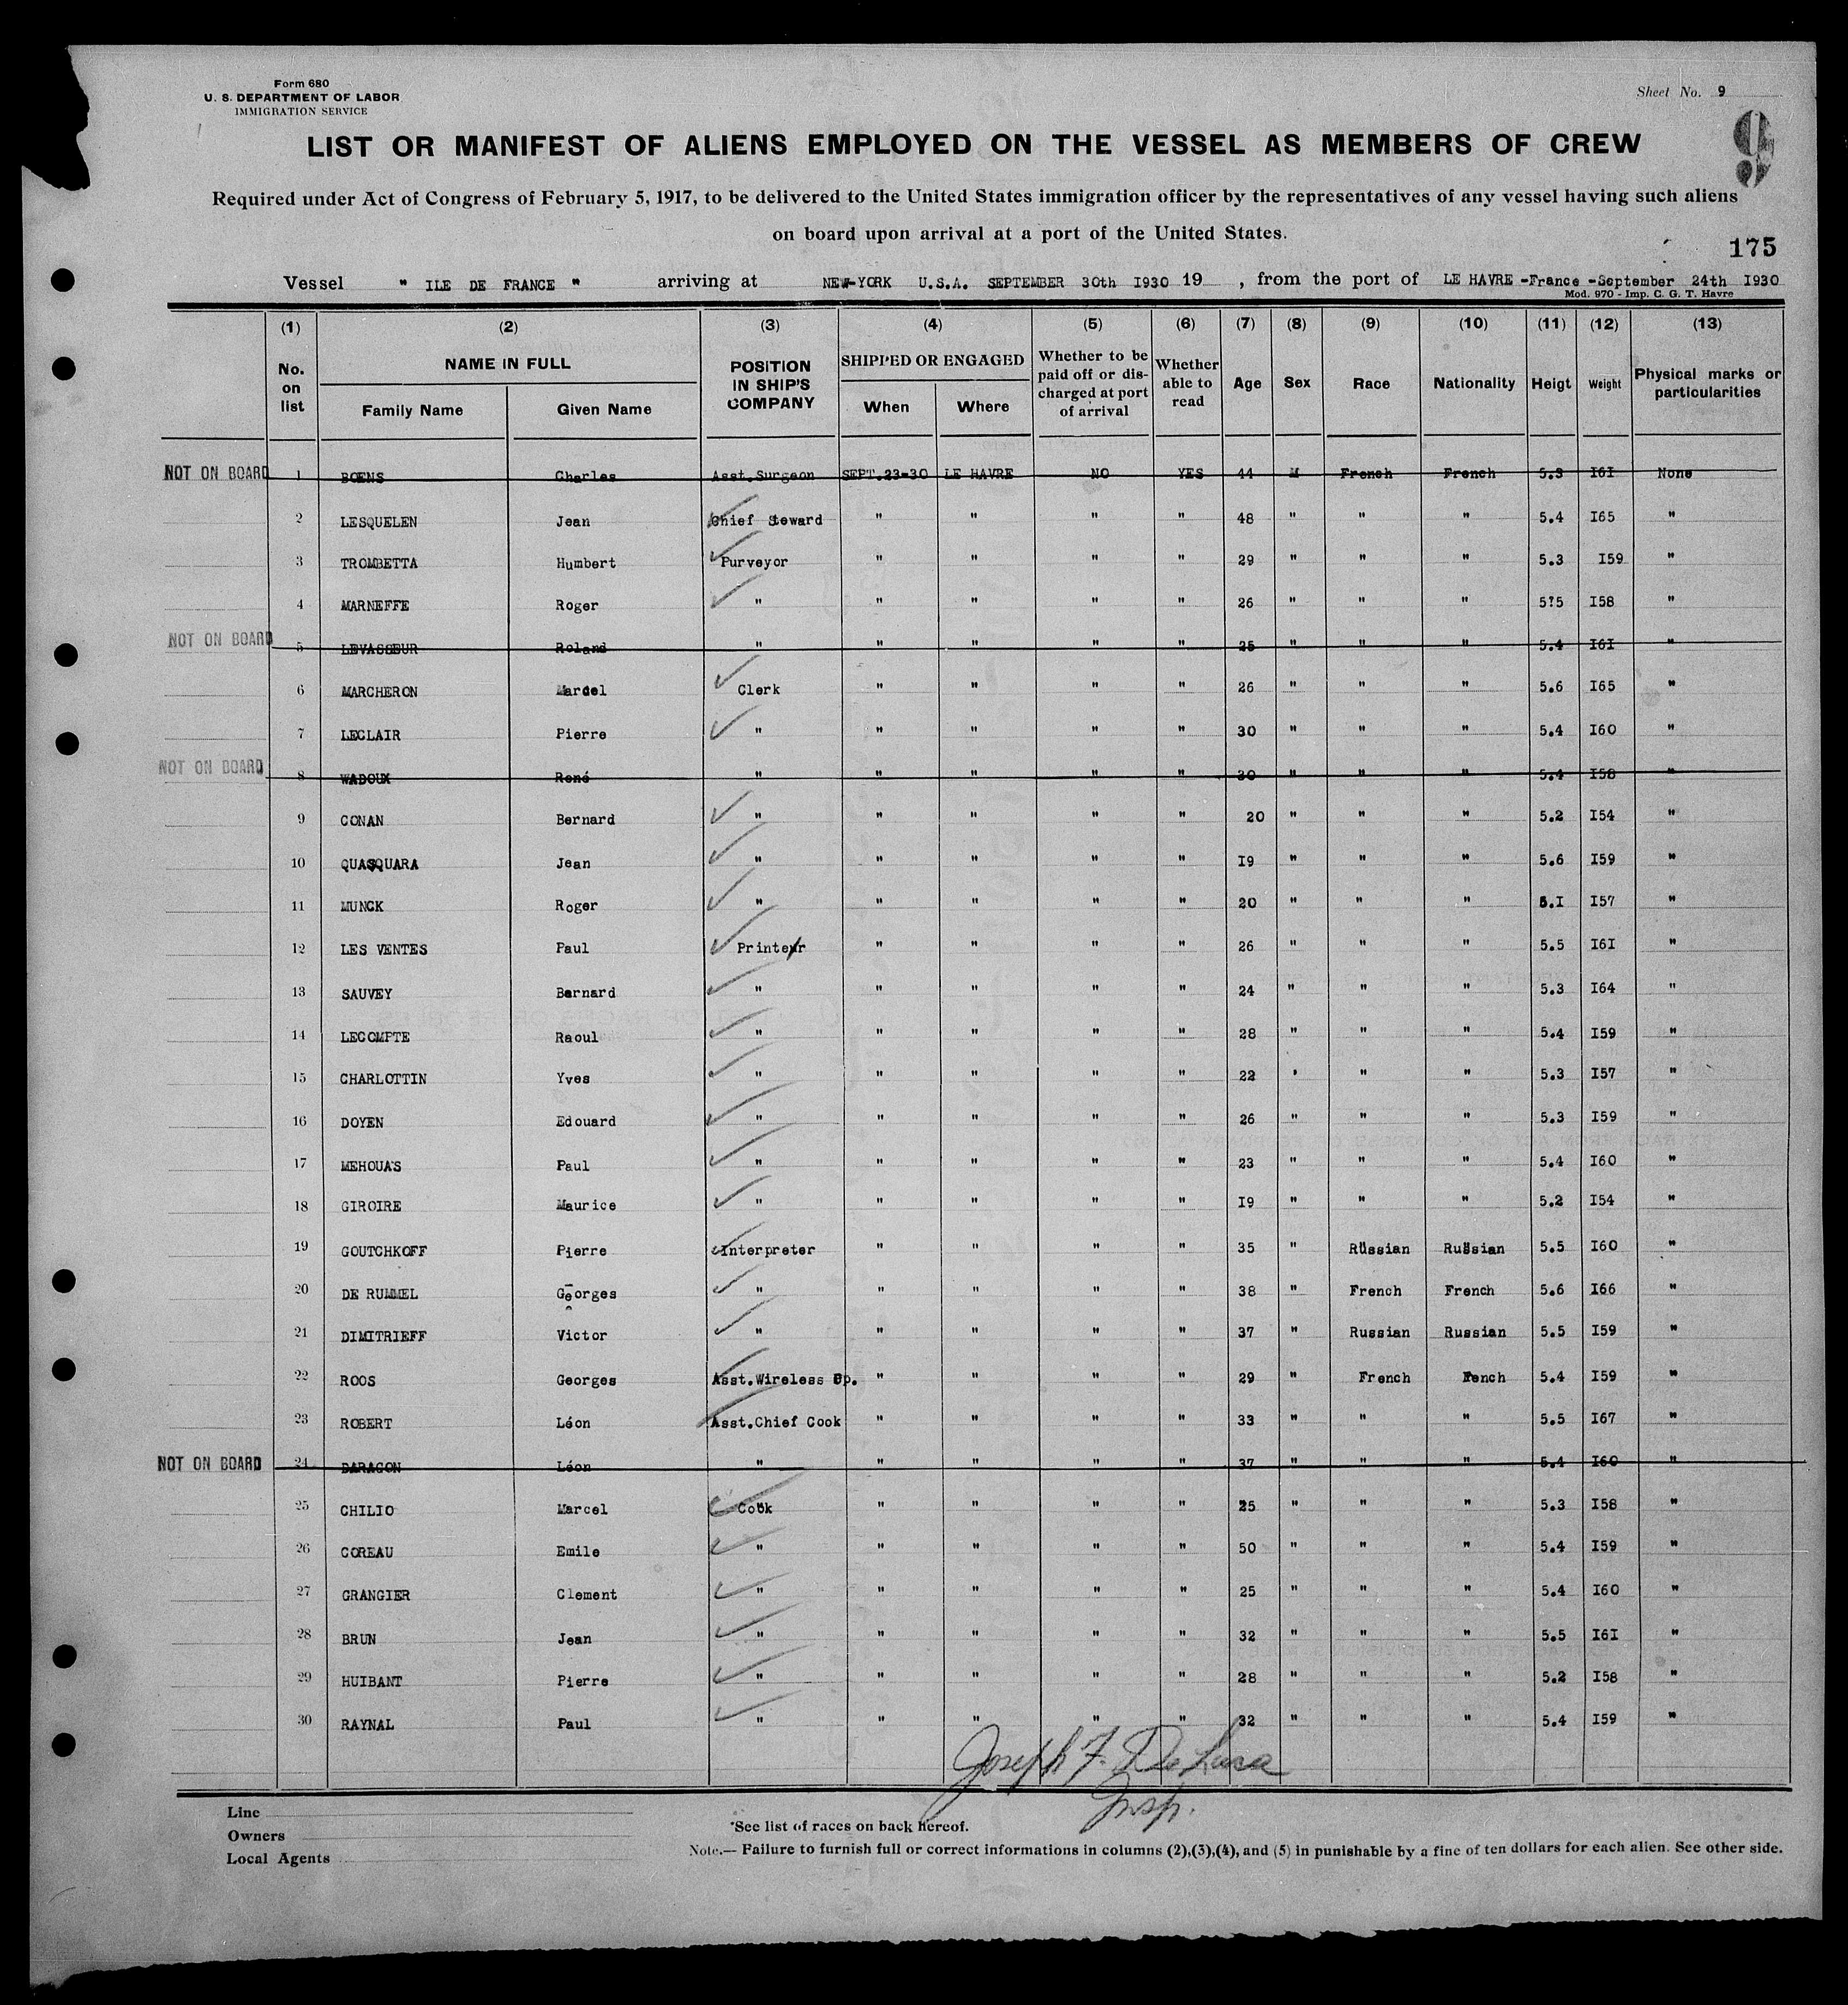 Form 680
U. S. DEPARTMENT OF LABOR
IMMIGRATION SERVICE
Sheet No. 9
9
LIST OR MANIFEST OF ALIENS EMPLOYED ON THE VESSEL AS MEMBERS OF CREW
Required under Act of Congress of February 5, 1917, to be delivered to the United States immigration officer by the representatives of any vessel having such aliens
on board upon arrival at a port of the United States.
175
Vessel " ILE DE FRANCE " arriving at NEW-YORK U.S.A. SEPTEMBER 30th I930 19 , from the port of LE HAVRE -France -September 24th I930
Mod. 970 - Imp. C. G. T. Havre
(1) (2) (3) (4) (5) (6) (7) (8) (9) (10) (11) (12) (13)
No. on list NAME IN FULL Family Name Given Name POSITION IN SHIP'S COMPANY SHIPPED OR ENGAGED When Where Whether to be paid off or discharged at port of arrival Whether able to read Age Sex Race Nationality Heigt Weight Physical marks or particularities
NOT ON BOARD 1 BOENS Charles Asst.Surgeon SEPT.23-30 LE HAVRE NO YES 44 M French French 5.3 I6I None
2 LESQUELEN Jean Chief Steward " " " " 48 " " " 5.4 I65 "
3 TROMBETTA Humbert Purveyor " " " " 29 " " " 5.3 I59 "
4 MARNEFFE Roger " " " " " 26 " " " 5?5 I58 "
NOT ON BOARD 5 LEVASSEUR Roland " " " " " 25 " " " 5.4 I6I "
6 MARCHERON Marcel Clerk " " " " 26 " " " 5.6 I65 "
7 LECLAIR Pierre " " " " " 30 " " " 5.4 I60 "
NOT ON BOARD 8 WADOUX René " " " " " 30 " " " 5.4 I58 "
9 CONAN Bernard " " " " " 20 " " " 5.2 I54 "
10 QUASQUARA Jean " " " " " I9 " " " 5.6 I59 "
11 MUNCK Roger " " " " " 20 " " " 5.I I57 "
12 LES VENTES Paul Printer " " " " 26 " " " 5.5 I6I "
13 SAUVEY Bernard " " " " " 24 " " " 5.3 I64 "
14 LECOMPTE Raoul " " " " " 28 " " " 5.4 I59 "
15 CHARLOTTIN Yves " " " " " 22 ' " " 5.3 I57 "
16 DOYEN Edouard " " " " " 26 " " " 5.3 I59 "
17 MEHOUAS Paul " " " " " 23 " " " 5.4 I60 "
18 GIROIRE Maurice " " " " " I9 " " " 5.2 I54 "
19 GOUTCHKOFF Pierre Interpreter " " " " 35 " Russian Russian 5.5 I60 "
20 DE RUMMEL Georges " " " " " 38 " French French 5.6 I66 "
21 DIMITRIEFF Victor " " " " " 37 " Russian Russian 5.5 I59 "
22 ROOS Georges Asst.Wireless Op. " " " " 29 " French Fench 5.4 I59 "
23 ROBERT Léon Asst.Chief Cook " " " " 33 " " " 5.5 I67 "
NOT ON BOARD 24 DARAGON Léon " " " " " 37 " " " 5.4 I60 "
25 CHILIO Marcel Cook " " " " 25 " " " 5.3 I58 "
26 COREAU Emile " " " " " 50 " " " 5.4 I59 "
27 GRANGIER Clement " " " " " 25 " " " 5.4 I60 "
28 BRUN Jean " " " " " 32 " " " 5.5 I6I "
29 HUIBANT Pierre " " " " " 28 " " " 5.2 I58 "
30 RAYNAL Paul " " " " " 32 " " " 5.4 I59 "
Joseph F. De Luca
Insp.
Line
Owners
Local Agents
*See list of races on back hereof.
Note.— Failure to furnish full or correct informations in columns (2),(3),(4), and (5) in punishable by a fine of ten dollars for each alien. See other side.